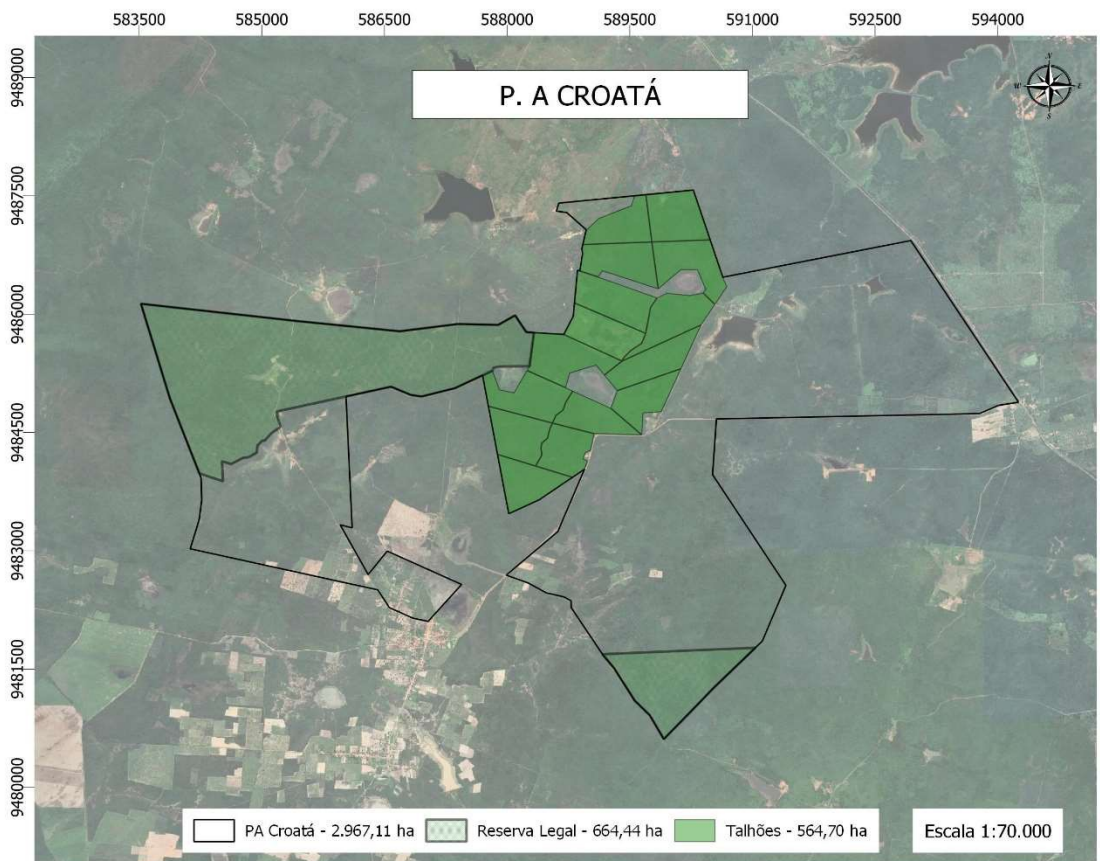 583500 585000 586500 588000 589500 591000 592500 594000
P. A CROATÁ
N
W E
S
9489000
9487500
9486000
9484500
9483000
9481500
9480000
PA Croatá - 2.967,11 ha Reserva Legal - 664,44 ha Talhões - 564,70 ha Escala 1:70.000